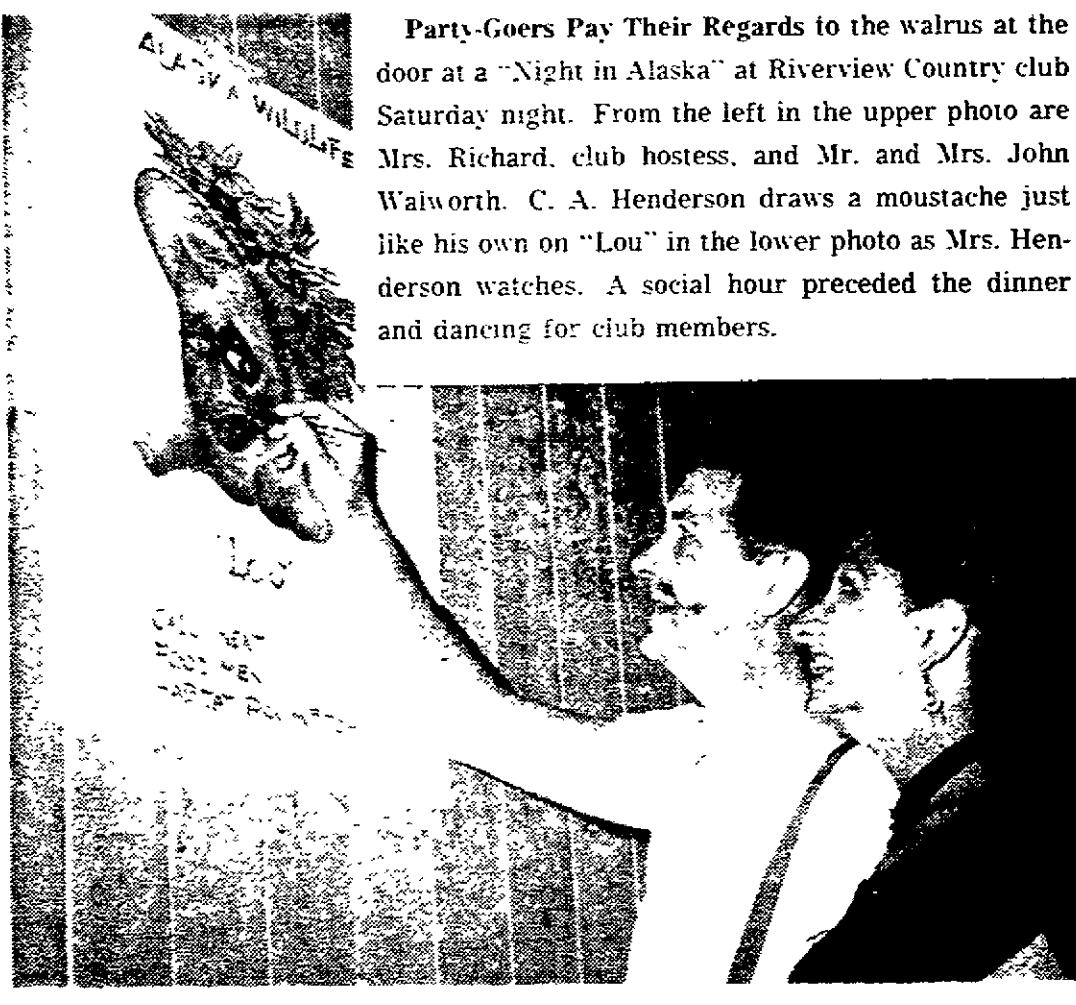 Party-Goers Pay Their Regards to the walrus at the
door at a "Night in Alaska" at Riverview Country club
Saturday night. From the left in the upper photo are
Mrs. Richard, club hostess, and Mr. and Mrs. John
Walworth. C. A. Henderson draws a moustache just
like his own on "Lou" in the lower photo as Mrs. Hen-
derson watches. A social hour preceded the dinner
and dancing for club members.
ALASKA WILDLIFE
Lou